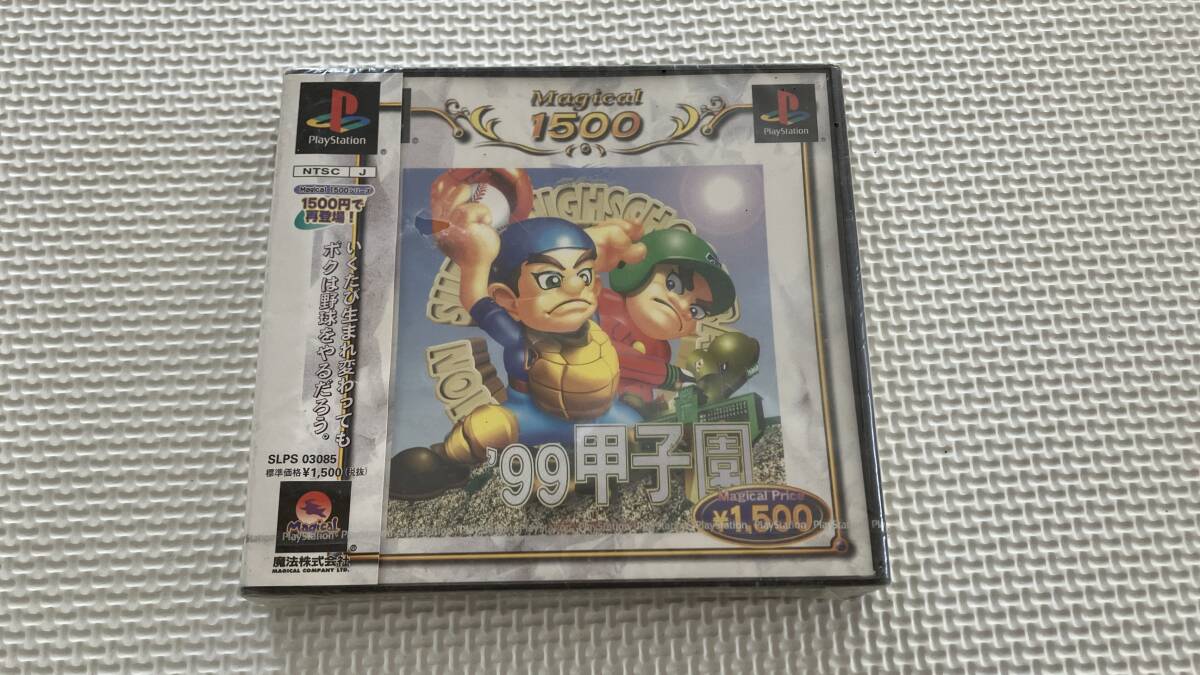 PlayStation
NTSC J
Magical 1500シリーズ
1500円で
再登場!
いくたび生まれ変わっても
ボクは野球をやるだろう。
SLPS 03085
標準価格¥1,500(税抜)
Magical
PlayStation
魔法株式会社
MAGICAL COMPANY LTD.
Magical
1500
PlayStation
'99甲子園
Magical Price
¥1,500
PlayStation PlayStation